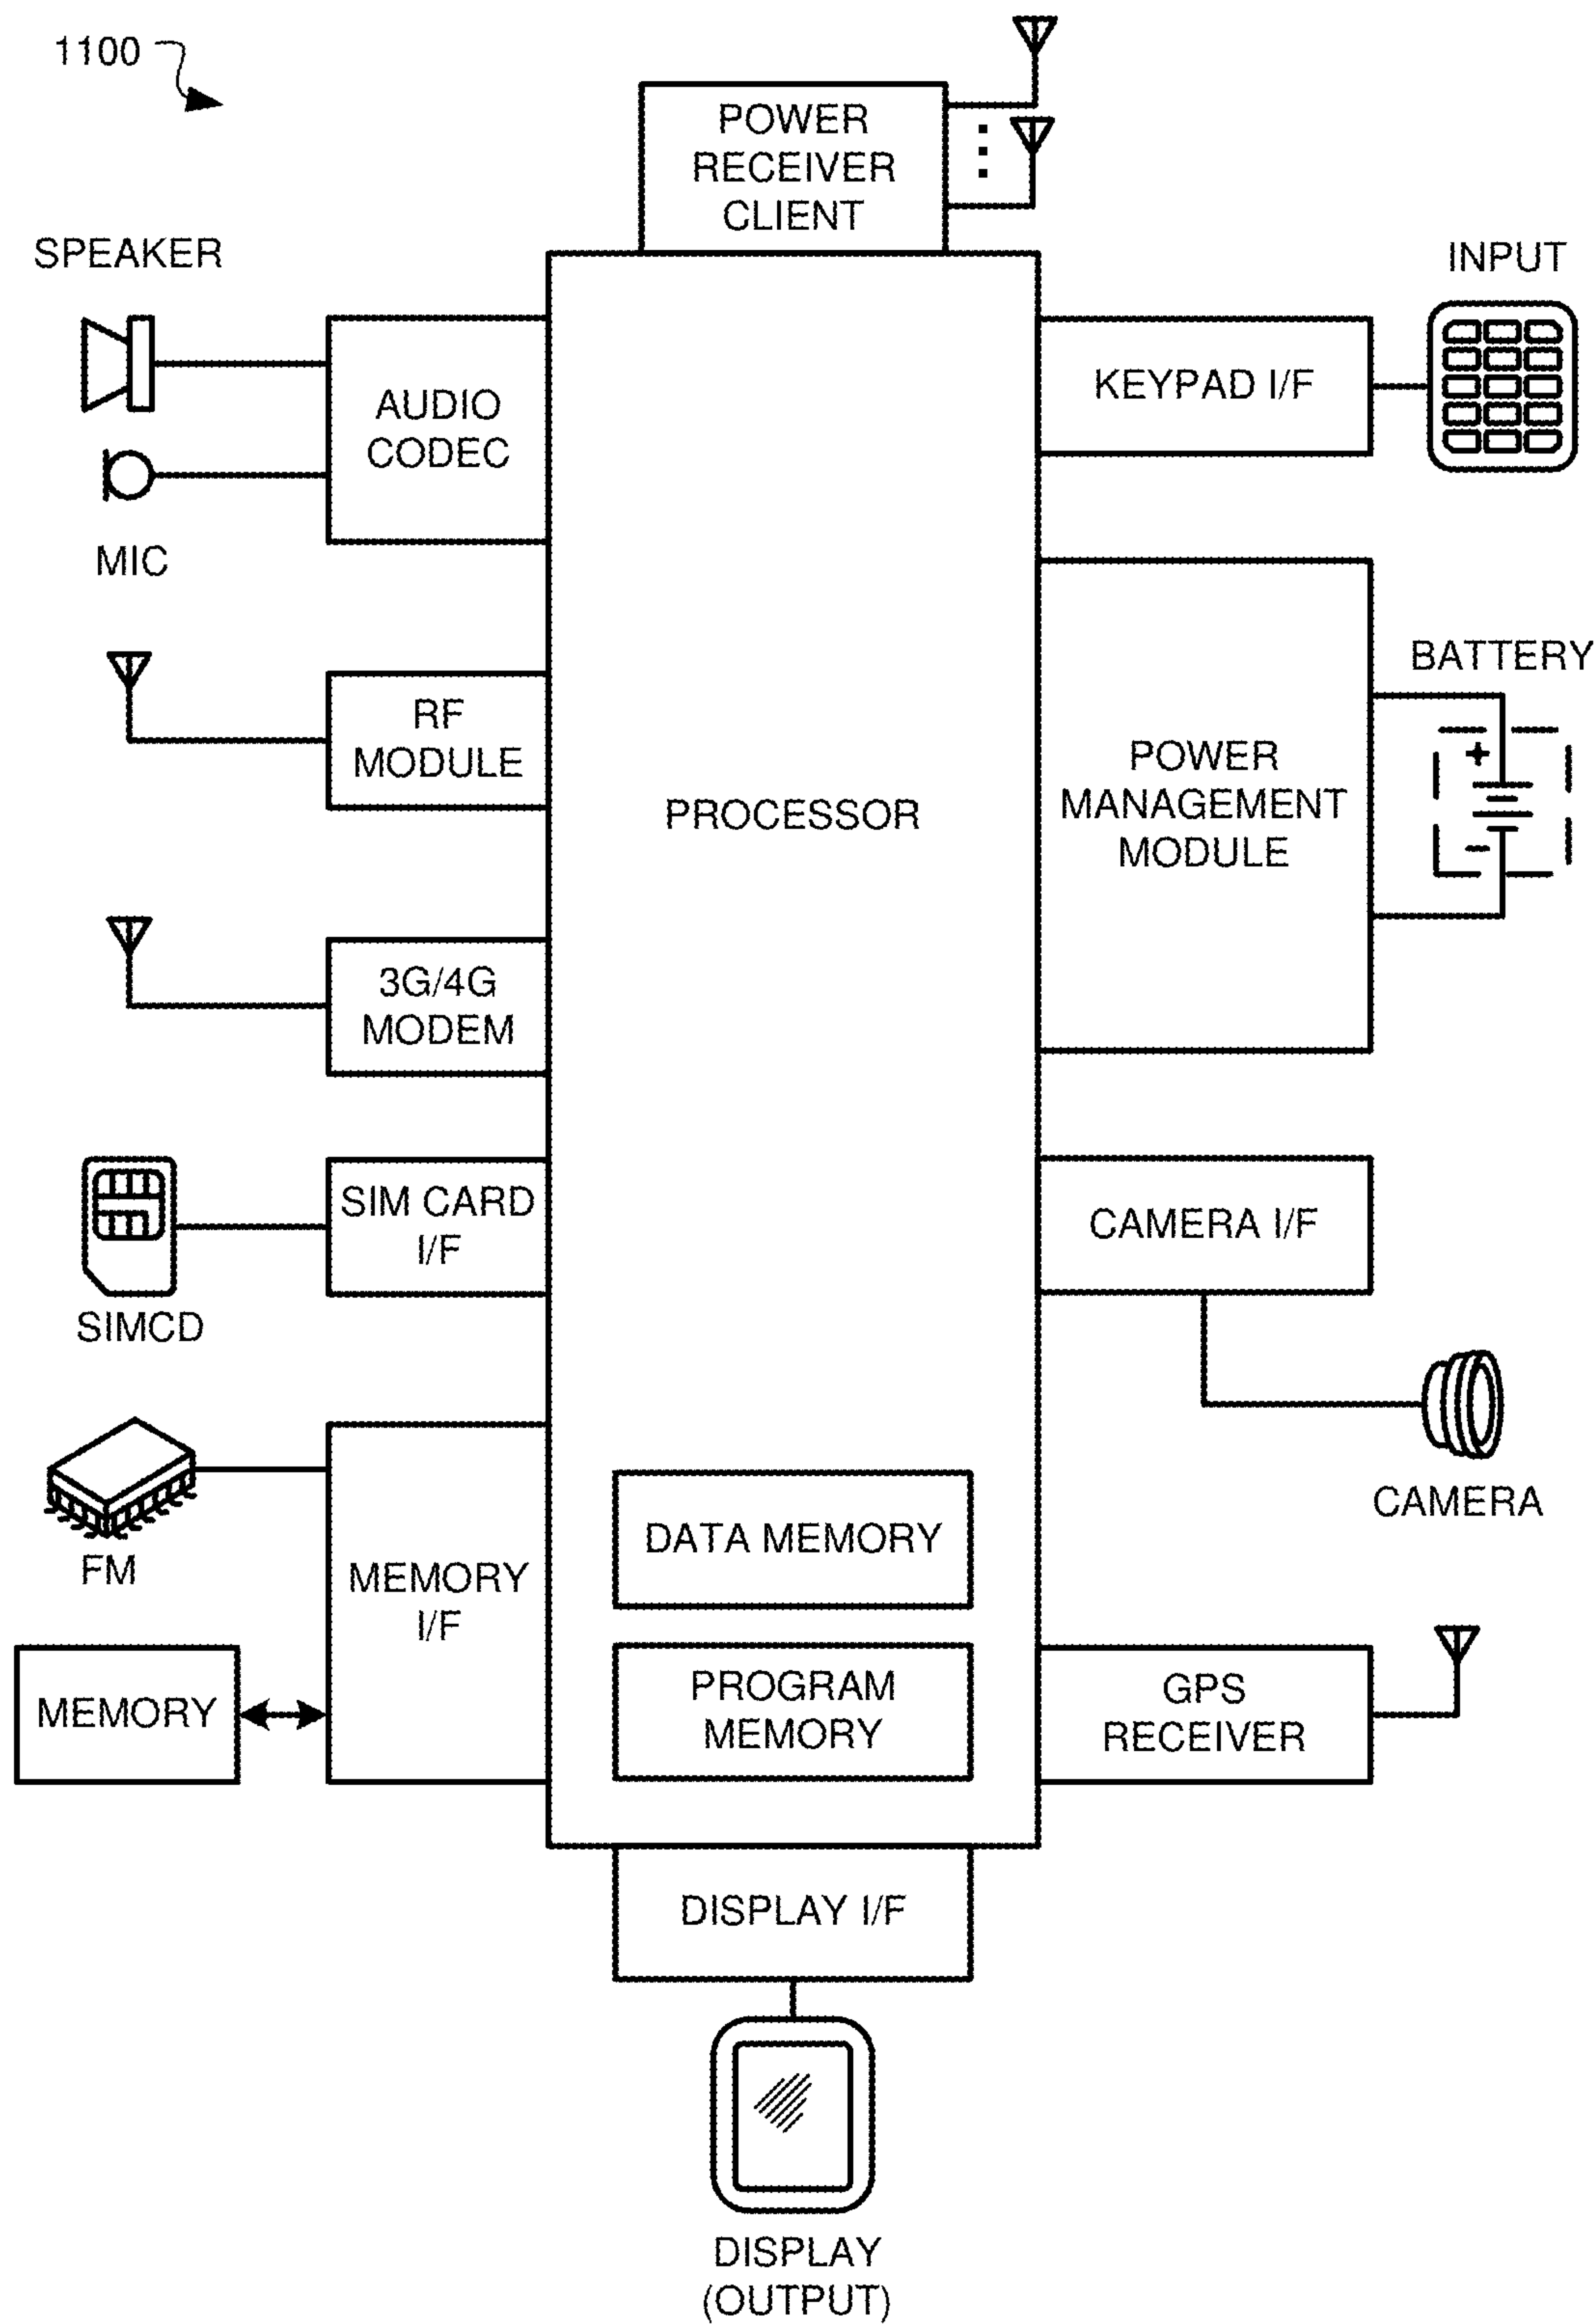 1100
POWER
RECEIVER
CLIENT
SPEAKER
INPUT
AUDIO
CODEC
KEYPAD I/F
MIC
BATTERY
RF
MODULE
PROCESSOR
POWER
MANAGEMENT
MODULE
+
-
3G/4G
MODEM
SIM CARD
I/F
CAMERA I/F
SIMCD
CAMERA
FM
MEMORY
I/F
DATA MEMORY
MEMORY
PROGRAM
MEMORY
GPS
RECEIVER
DISPLAY I/F
DISPLAY
(OUTPUT)